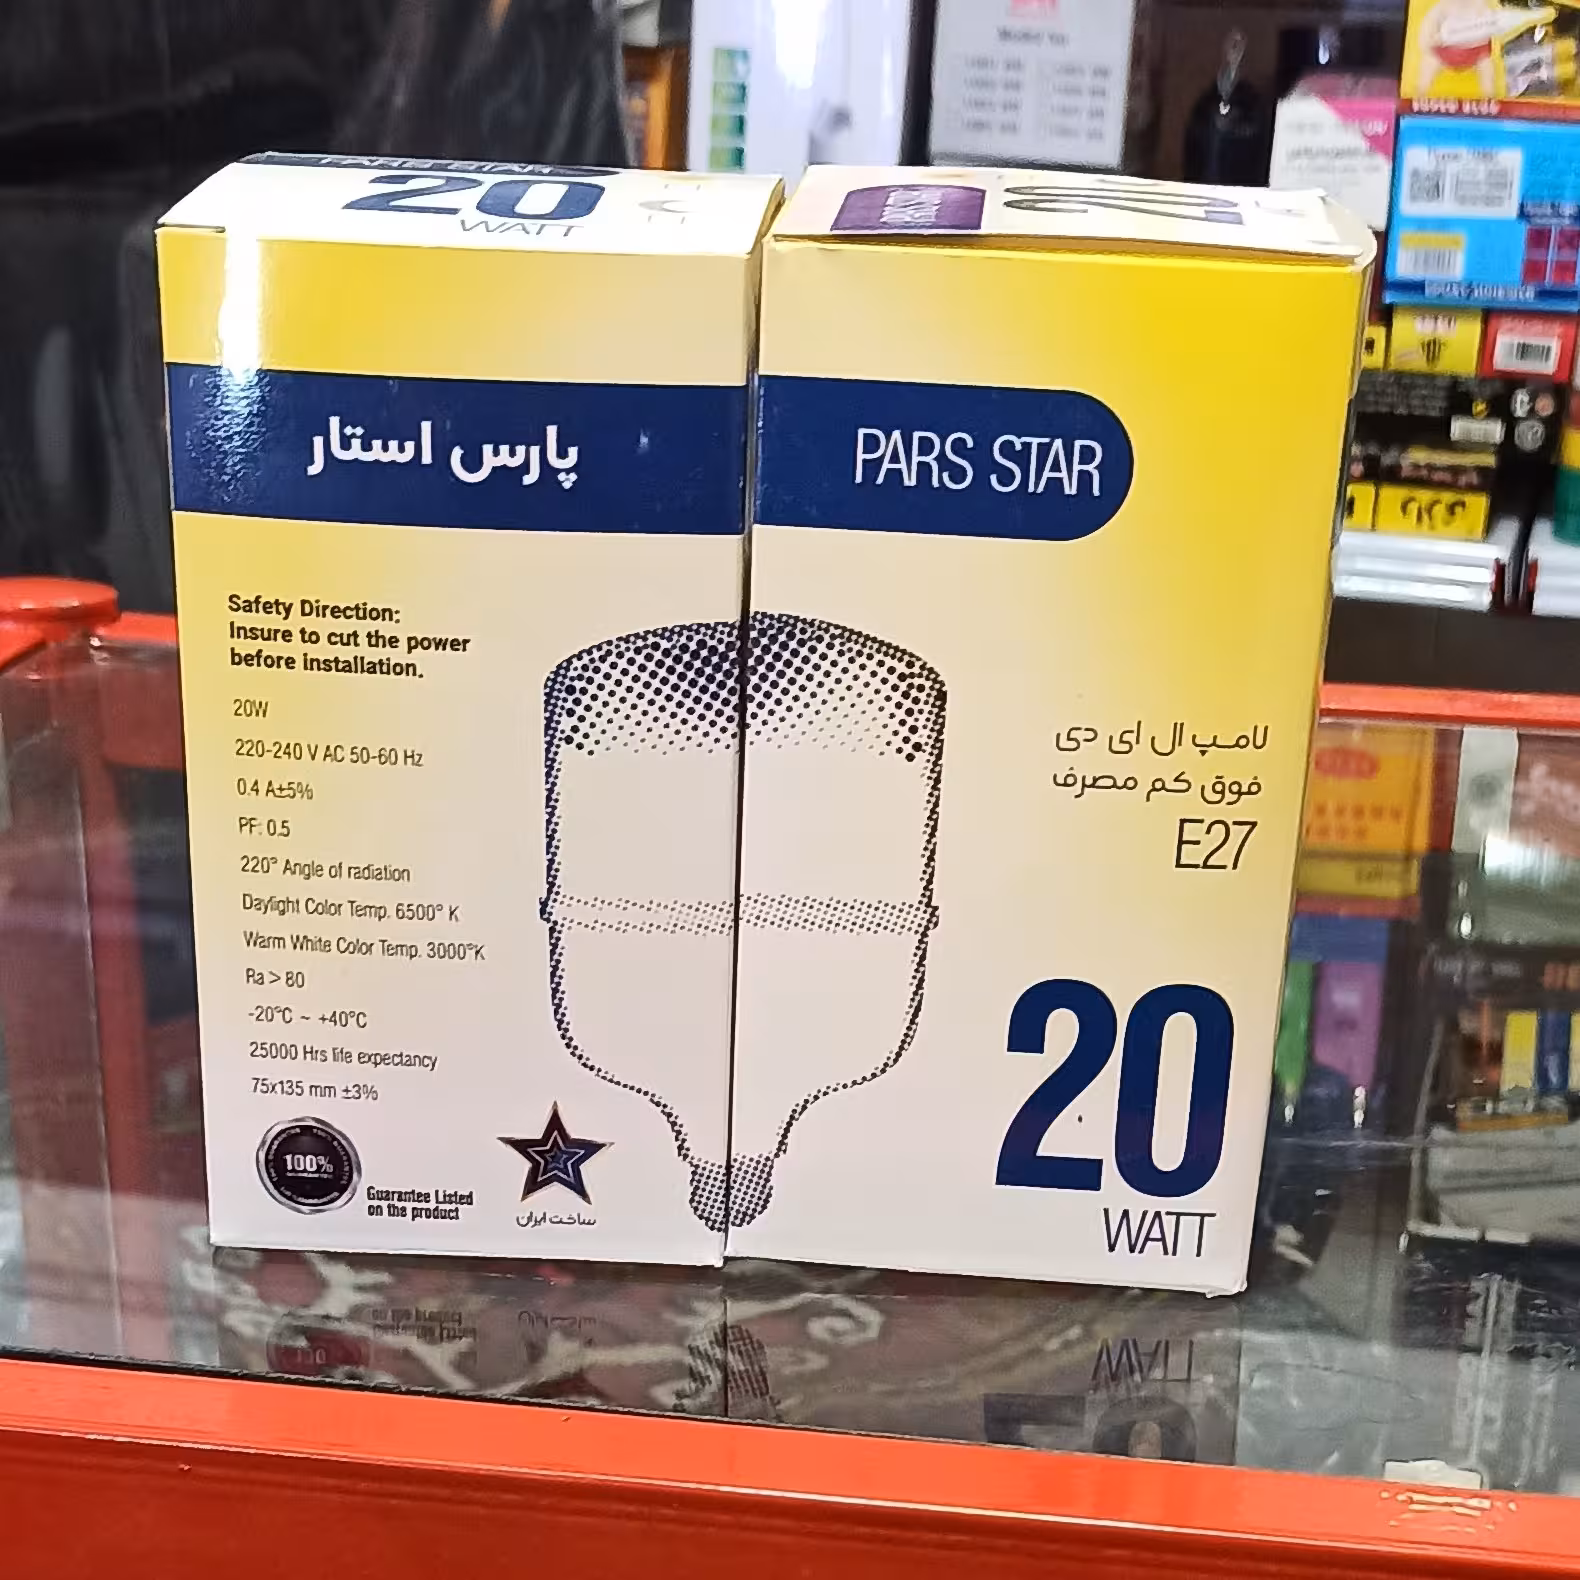 20
WATT
پارس استار
Safety Direction:
Insure to cut the power
before installation.
20W
220-240 V AC 50-60 Hz
0.4 A±5%
PF: 0.5
220° Angle of radiation
Daylight Color Temp. 6500° K
Warm White Color Temp. 3000°K
Ra > 80
-20°C ~ +40°C
25000 Hrs life expectancy
75x135 mm ±3%
100%
Guarantee Listed
on the product
ساخت ایران
PARS STAR
لامپ ال ای دی
فوق کم مصرف
E27
20
WATT